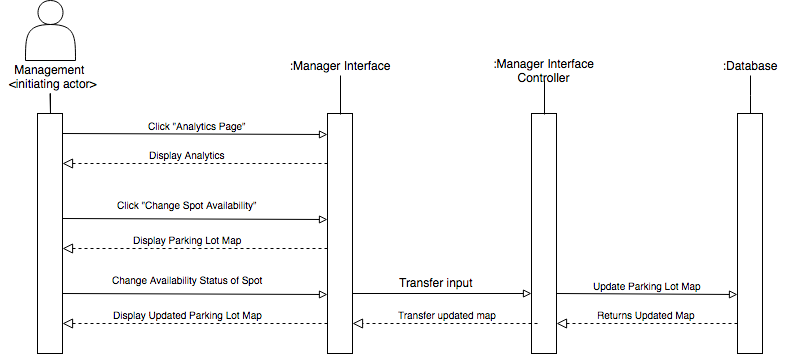 Management
<initiating actor>
:Manager Interface
:Manager Interface
Controller
:Database
Click "Analytics Page"
Display Analytics
Click "Change Spot Availability"
Display Parking Lot Map
Change Availability Status of Spot
Transfer input
Update Parking Lot Map
Display Updated Parking Lot Map
Transfer updated map
Returns Updated Map